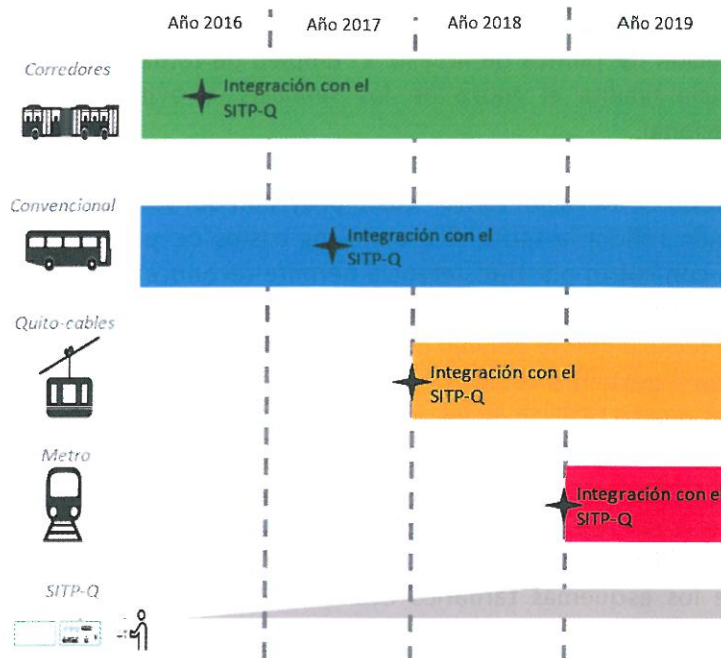 Año 2016 Año 2017 Año 2018 Año 2019
Corredores
Integración con el
SITP-Q
Convencional
Integración con el
SITP-Q
Quito-cables
Integración con el
SITP-Q
Metro
Integración con el
SITP-Q
SITP-Q